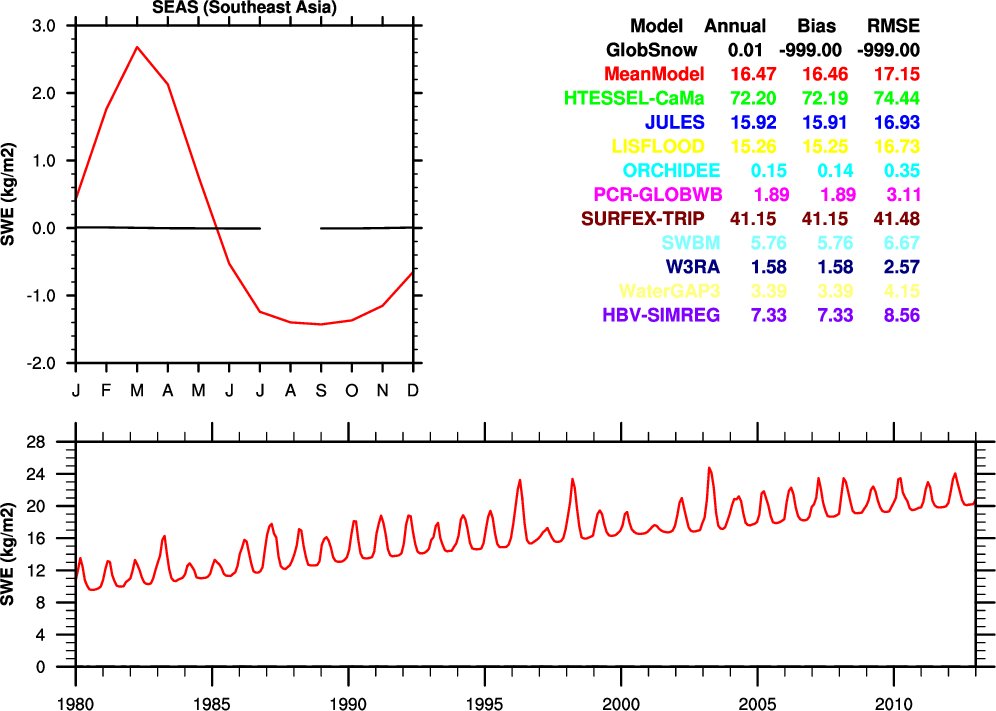 SEAS (Southeast Asia)
3.0
2.0
1.0
0.0
-1.0
-2.0
SWE (kg/m2)
J F M A M J J A S O N D
Model Annual Bias RMSE
GlobSnow 0.01 -999.00 -999.00
MeanModel 16.47 16.46 17.15
HTESSEL-CaMa 72.20 72.19 74.44
JULES 15.92 15.91 16.93
LISFLOOD 15.26 15.25 16.73
ORCHIDEE 0.15 0.14 0.35
PCR-GLOBWB 1.89 1.89 3.11
SURFEX-TRIP 41.15 41.15 41.48
SWBM 5.76 5.76 6.67
W3RA 1.58 1.58 2.57
WaterGAP3 3.39 3.39 4.15
HBV-SIMREG 7.33 7.33 8.56
28
24
20
16
12
8
4
0
SWE (kg/m2)
1980 1985 1990 1995 2000 2005 2010